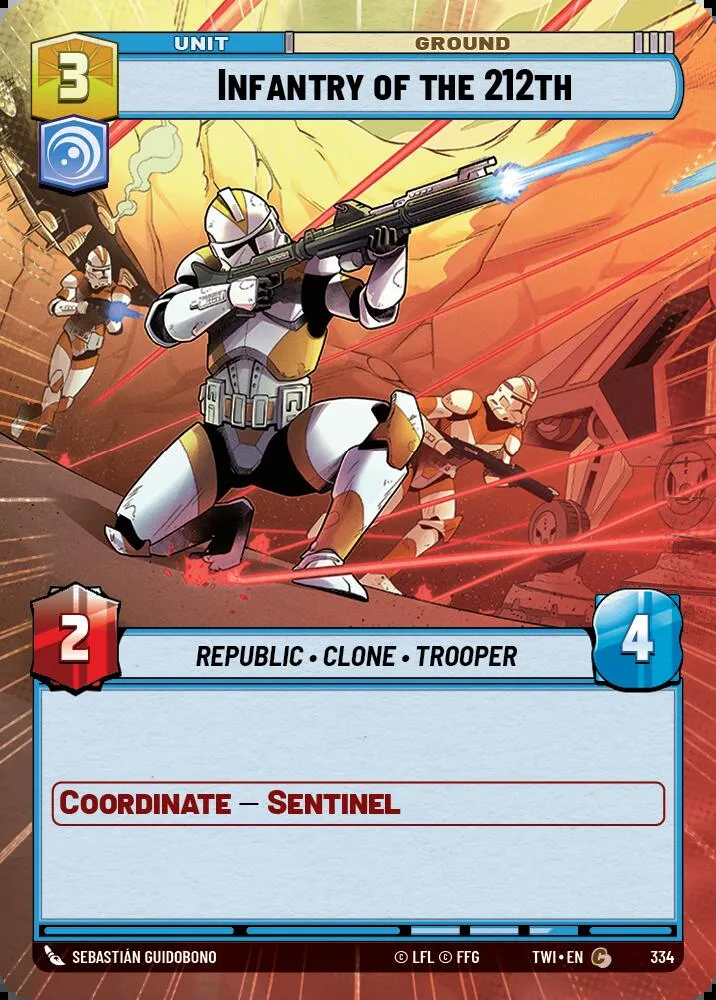 UNIT
GROUND
3
INFANTRY OF THE 212TH
2
REPUBLIC • CLONE • TROOPER
4
COORDINATE – SENTINEL
SEBASTIÁN GUIDOBONO
© LFL © FFG
TWI • EN
C
334